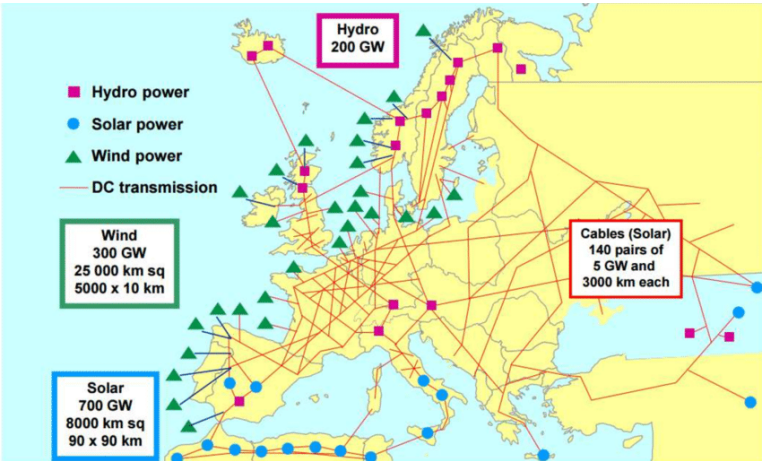 Hydro
200 GW
Hydro power
Solar power
Wind power
DC transmission
Wind
300 GW
25 000 km sq
5000 x 10 km
Cables (Solar)
140 pairs of
5 GW and
3000 km each
Solar
700 GW
8000 km sq
90 x 90 km